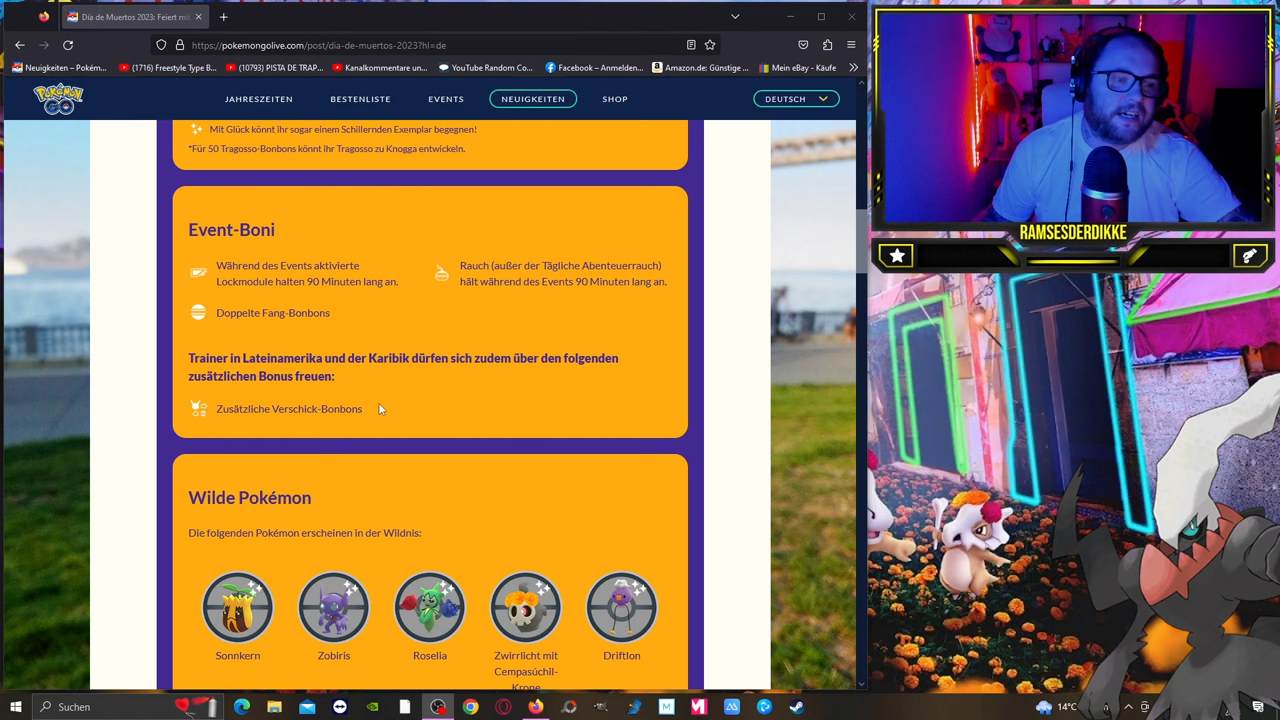 Día de Muertos 2023: Feiert mit
https://pokemongolive.com/post/dia-de-muertos-2023?hl=de
Neuigkeiten – Pokém...
(1716) Freestyle Type B...
(10793) PISTA DE TRAP...
Kanalkommentare un...
YouTube Random Co...
Facebook – Anmelden...
Amazon.de: Günstige ...
Mein eBay - Käufe
POKÉMON GO
JAHRESZEITEN
BESTENLISTE
EVENTS
NEUIGKEITEN
SHOP
DEUTSCH
Mit Glück könnt ihr sogar einem Schillernden Exemplar begegnen!
*Für 50 Tragosso-Bonbons könnt ihr Tragosso zu Knogga entwickeln.
Event-Boni
Während des Events aktivierte
Lockmodule halten 90 Minuten lang an.
Rauch (außer der Tägliche Abenteuerrauch)
hält während des Events 90 Minuten lang an.
Doppelte Fang-Bonbons
Trainer in Lateinamerika und der Karibik dürfen sich zudem über den folgenden
zusätzlichen Bonus freuen:
Zusätzliche Verschick-Bonbons
Wilde Pokémon
Die folgenden Pokémon erscheinen in der Wildnis:
Sonnkern
Zobiris
Roselia
Zwirrlicht mit
Cempasúchil-
Krone
Driftlon
RAMSESDERDIKKE
Suchen
14°C